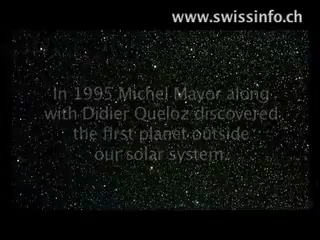 www.swissinfo.ch
In 1995 Michel Mayor along
with Didier Queloz discovered
the first planet outside
our solar system.